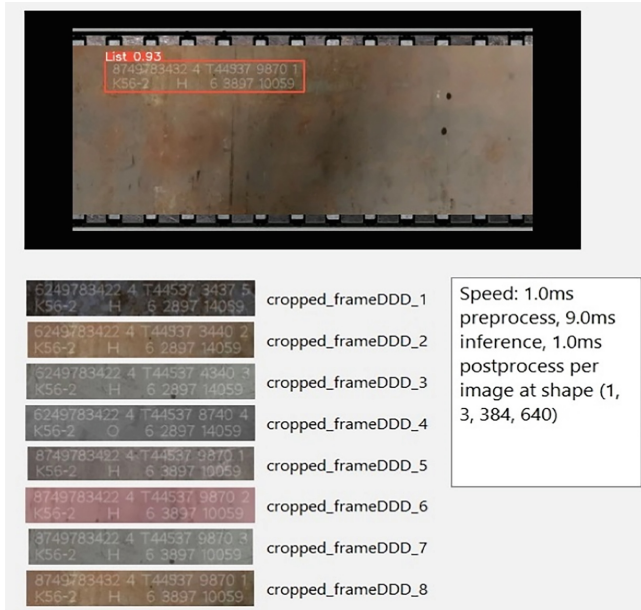 List 0.93
8749783432 4 T44937 9870 1
K56-2 H 6 3897 10059
6249783422 4 T44537 3437 5
K56-2 H 6 2897 14059
cropped_frameDDD_1
6249783422 4 T44537 3440 2
K56-2 H 6 2897 14059
cropped_frameDDD_2
6249783422 4 T44537 4340 3
K56-2 H 6 2897 14059
cropped_frameDDD_3
6249783422 4 T44537 8740 4
K56-2 O 6 2897 14059
cropped_frameDDD_4
8749783422 4 T44537 9870 1
K56-2 H 6 3897 10059
cropped_frameDDD_5
8749783422 4 T44537 9870 2
K56-2 H 6 3897 10059
cropped_frameDDD_6
8749783422 4 T44537 9870 3
K56-2 H 6 3897 10059
cropped_frameDDD_7
8749783432 4 T44937 9870 1
K56-2 H 6 3897 10059
cropped_frameDDD_8
Speed: 1.0ms
preprocess, 9.0ms
inference, 1.0ms
postprocess per
image at shape (1,
3, 384, 640)